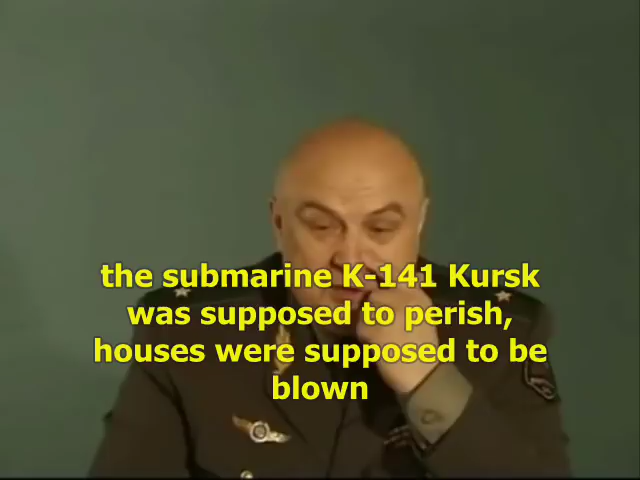 the submarine K-141 Kursk
was supposed to perish,
houses were supposed to be
blown